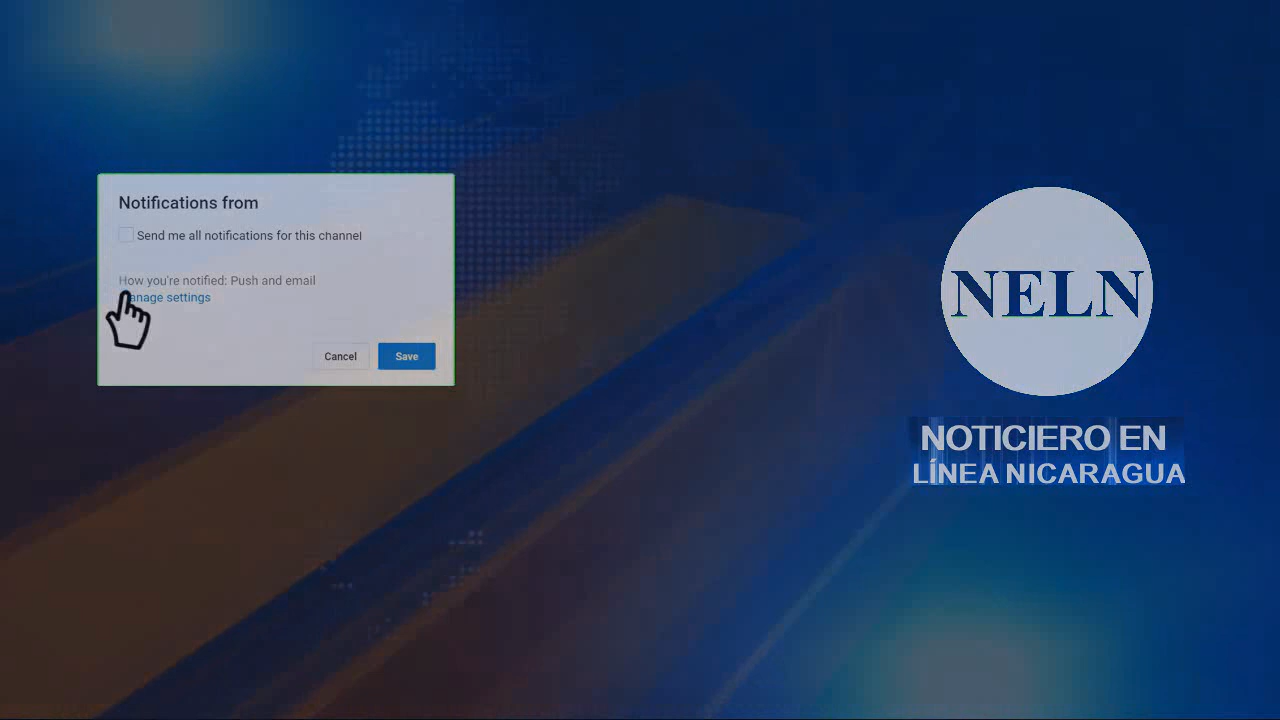 Notifications from
Send me all notifications for this channel
How you're notified: Push and email
anage settings
Cancel
Save
NELN
NOTICIERO EN
LÍNEA NICARAGUA